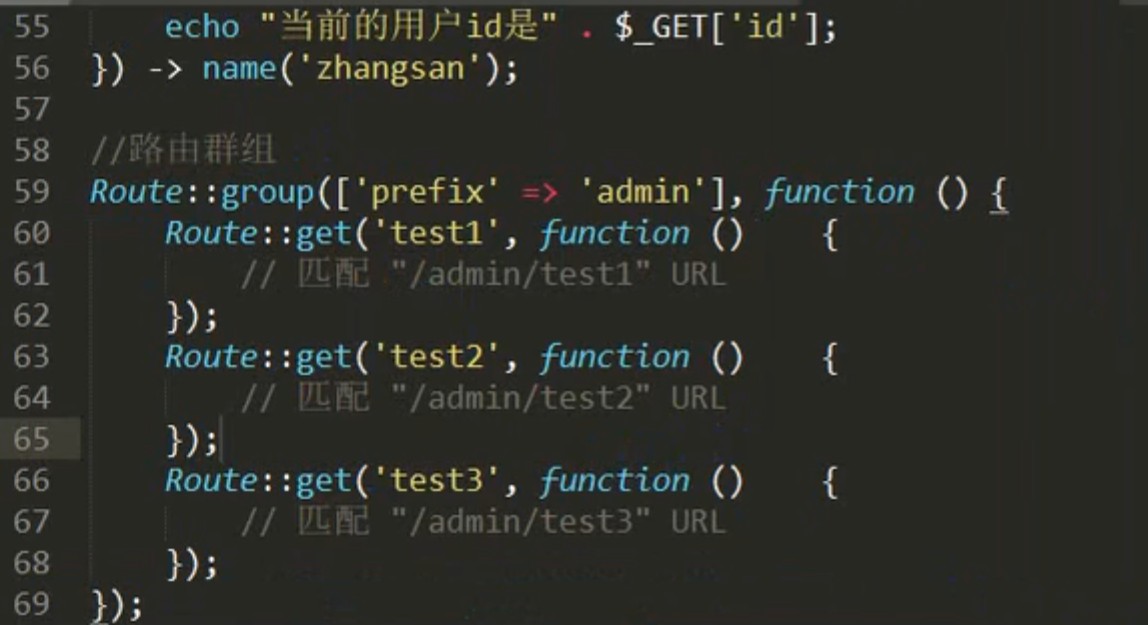 55 echo "当前的用户id是" . $_GET['id'];
56 }) -> name('zhangsan');
57
58 //路由群组
59 Route::group(['prefix' => 'admin'], function () {
60 Route::get('test1', function () {
61 // 匹配 "/admin/test1" URL
62 });
63 Route::get('test2', function () {
64 // 匹配 "/admin/test2" URL
65 });
66 Route::get('test3', function () {
67 // 匹配 "/admin/test3" URL
68 });
69 });